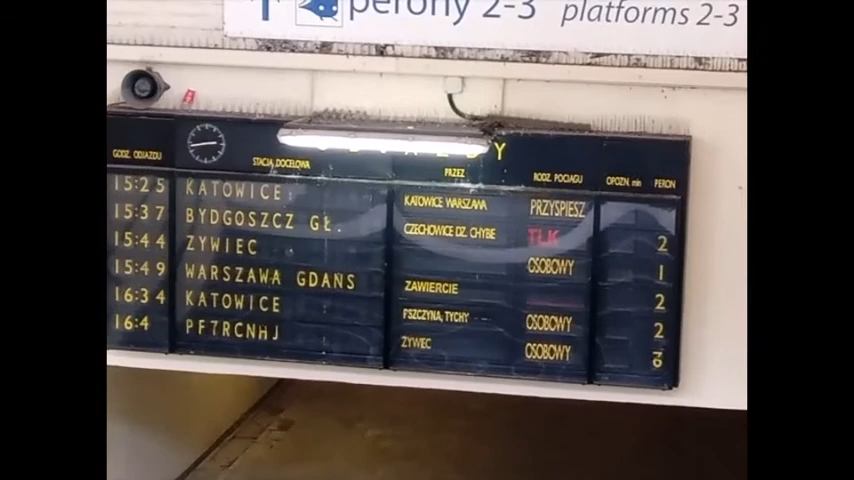 perony 2-3 platforms 2-3
GODZ. ODJAZDU STACJA DOCELOWA PRZEZ RODZ. POCIĄGU OPÓŹN. min PERON
15:25 KATOWICE KATOWICE WARSZAWA PRZYSPIESZ
15:37 BYDGOSZCZ GŁ. CZECHOWICE DZ. CHYBIE TLK 2
15:44 ŻYWIEC OSOBOWY 1
15:49 WARSZAWA GDANS ZAWIERCIE 2
16:34 KATOWICE PSZCZYNA, TYCHY OSOBOWY 2
16:4 PF7RCNHJ ŻYWIEC OSOBOWY